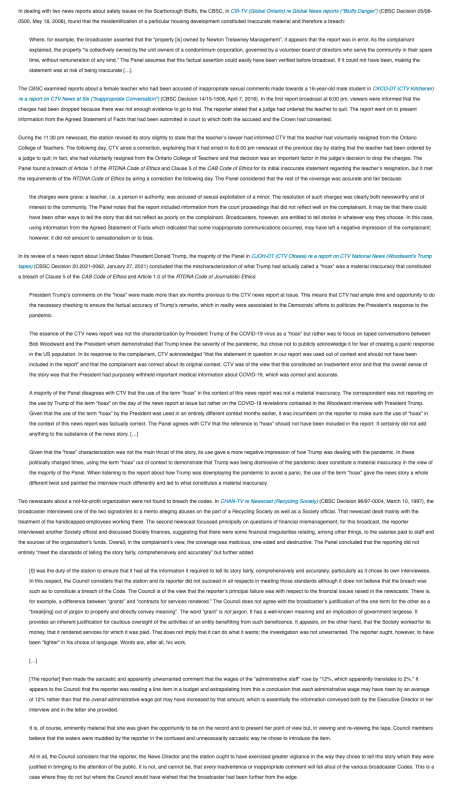 In dealing with two news reports about safety issues on the Scarborough Bluffs, the CBSC, in CIII-TV (Global Ontario) re Global News reports ("Bluffs Danger") (CBSC Decision 05/06-
0500, May 18, 2006), found that the misidentification of a particular housing development constituted inaccurate material and therefore a breach:
Where, for example, the broadcaster asserted that the "property [is] owned by Newton Trelawney Management", it appears that the report was in error. As the complainant
explained, the property "is collectively owned by the unit owners of a condominium corporation, governed by a volunteer board of directors who serve the community in their spare
time, without remuneration of any kind." The Panel assumes that this factual assertion could easily have been verified before broadcast. If it could not have been, making the
statement was at risk of being inaccurate [...].
The CBSC examined reports about a female teacher who had been accused of inappropriate sexual comments made towards a 16-year-old male student in CKCO-DT (CTV Kitchener)
re a report on CTV News at Six ("Inappropriate Conversation") (CBSC Decision 14/15-1506, April 7, 2016). In the first report broadcast at 6:00 pm, viewers were informed that the
charges had been dropped because there was not enough evidence to go to trial. The reporter stated that a judge had ordered the teacher to quit. The report went on to present
information from the Agreed Statement of Facts that had been submitted in court to which both the accused and the Crown had consented.
During the 11:30 pm newscast, the station revised its story slightly to state that the teacher's lawyer had informed CTV that the teacher had voluntarily resigned from the Ontario
College of Teachers. The following day, CTV aired a correction, explaining that it had erred in its 6:00 pm newscast of the previous day by stating that the teacher had been ordered by
a judge to quit; in fact, she had voluntarily resigned from the Ontario College of Teachers and that decision was an important factor in the judge's decision to drop the charges. The
Panel found a breach of Article 1 of the RTDNA Code of Ethics and Clause 5 of the CAB Code of Ethics for its initial inaccurate statement regarding the teacher's resignation, but it met
the requirements of the RTDNA Code of Ethics by airing a correction the following day. The Panel considered that the rest of the coverage was accurate and fair because:
the charges were grave: a teacher, i.e. a person in authority, was accused of sexual exploitation of a minor. The resolution of such charges was clearly both newsworthy and of
interest to the community. The Panel notes that the report included information from the court proceedings that did not reflect well on the complainant. It may be that there could
have been other ways to tell the story that did not reflect as poorly on the complainant. Broadcasters, however, are entitled to tell stories in whatever way they choose. In this case,
using information from the Agreed Statement of Facts which indicated that some inappropriate communications occurred, may have left a negative impression of the complainant;
however, it did not amount to sensationalism or to bias.
In its review of a news report about United States President Donald Trump, the majority of the Panel in CJOH-DT (CTV Ottawa) re a report on CTV National News (Woodward's Trump
tapes) (CBSC Decision 20.2021-0092, January 27, 2021) concluded that the mischaracterization of what Trump had actually called a "hoax" was a material inaccuracy that constituted
a breach of Clause 5 of the CAB Code of Ethics and Article 1.0 of the RTDNA Code of Journalistic Ethics:
President Trump's comments on the "hoax" were made more than six months previous to the CTV news report at issue. This means that CTV had ample time and opportunity to do
the necessary checking to ensure the factual accuracy of Trump's remarks, which in reality were associated to the Democrats' efforts to politicize the President's response to the
pandemic.
The essence of the CTV news report was not the characterization by President Trump of the COVID-19 virus as a "hoax" but rather was to focus on taped conversations between
Bob Woodward and the President which demonstrated that Trump knew the severity of the pandemic, but chose not to publicly acknowledge it for fear of creating a panic response
in the US population. In its response to the complainant, CTV acknowledged "that the statement in question in our report was used out of context and should not have been
included in the report" and that the complainant was correct about its original context. CTV was of the view that this constituted an inadvertent error and that the overall sense of
the story was that the President had purposely withheld important medical information about COVID-19, which was correct and accurate.
A majority of the Panel disagrees with CTV that the use of the term "hoax" in the context of this news report was not a material inaccuracy. The correspondent was not reporting on
the use by Trump of the term "hoax" on the day of the news report at issue but rather on the COVID-19 revelations contained in the Woodward interview with President Trump.
Given that the use of the term "hoax" by the President was used in an entirely different context months earlier, it was incumbent on the reporter to make sure the use of "hoax" in
the context of this news report was factually correct. The Panel agrees with CTV that the reference to "hoax" should not have been included in the report. It certainly did not add
anything to the substance of the news story. [...]
Given that the "hoax" characterization was not the main thrust of the story, its use gave a more negative impression of how Trump was dealing with the pandemic. In these
politically charged times, using the term "hoax" out of context to demonstrate that Trump was being dismissive of the pandemic does constitute a material inaccuracy in the view of
the majority of the Panel. When listening to the report about how Trump was downplaying to avoid a panic, the use of the term "hoax" gave the news story a whole
different twist and painted the interview much differently and led to what constitutes a material inaccuracy.
Two newscasts about a not-for-profit organization were not found to breach the codes. In CHAN-TV re Newscast (Recycling Society) (CBSC Decision 96/97-0004, March 10, 1997), the
broadcaster interviewed one of the two signatories to a memo alleging abuses on the part of a Recycling Society as well as a Society official. That newscast dealt mainly with the
treatment of the handicapped employees working there. The second newscast focussed principally on questions of financial mismanagement; for this broadcast, the reporter
interviewed another Society official and discussed Society finances, suggesting that there were some financial irregularities relating, among other things, to the salaries paid to staff and
the sources of the organization's funds. Overall, in the complainant's view, the coverage was malicious, one-sided and destructive. The Panel concluded that the reporting did not
entirely "meet the standards of telling the story fairly, comprehensively and accurately" but further added
[I]t was the duty of the station to ensure that it had all the information it required to tell its story fairly, comprehensively and accurately, particularly as it chose its own interviewees.
In this respect, the Council considers that the station and its reporter did not succeed in all respects in meeting those standards although it does not believe that the breach was
such as to constitute a breach of the Code. The Council is of the view that the reporter's principal failure was with respect to the financial issues raised in the newscasts. There is,
for example, a difference between "grants" and "contracts for services rendered." The Council does not agree with the broadcaster's justification of the one term for the other as a
"break[ing] out of jargon to properly and directly convey meaning". The word "grant" is not jargon. It has a well-known meaning and an implication of government largesse. It
provides an inherent justification for cautious oversight of the activities of an entity benefitting from such beneficence. It appears, on the other hand, that the Society worked for its
money, that it rendered services for which it was paid. That does not imply that it can do what it wants; the investigation was not unwarranted. The reporter ought, however, to have
been "tighter" in his choice of language. Words are, after all, his work.
[...]
[The reporter] then made the sarcastic and apparently unwarranted comment that the wages of the "administrative staff" rose by "12%, which apparently translates to 2%." It
appears to the Council that the reporter was reading a line item in a budget and extrapolating from this a conclusion that each administrative wage may have risen by an average
of 12% rather than that the overall administrative wage pot may have increased by that amount, which is essentially the information conveyed both by the Executive Director in her
interview and in the letter she provided.
It is, of course, eminently material that she was given the opportunity to be on the record and to present her point of view but, in viewing and re-viewing the tape, Council members
believe that the waters were muddied by the reporter in the confused and unnecessarily sarcastic way he chose to introduce the item.
All in all, the Council considers that the reporter, the News Director and the station ought to have exercised greater vigilance in the way they chose to tell this story which they were
justified in bringing to the attention of the public. It is not, and cannot be, that every inadvertence or inappropriate comment will fall afoul of the various broadcaster Codes. This is a
case where they do not but where the Council would have wished that the broadcaster had been further from the edge.